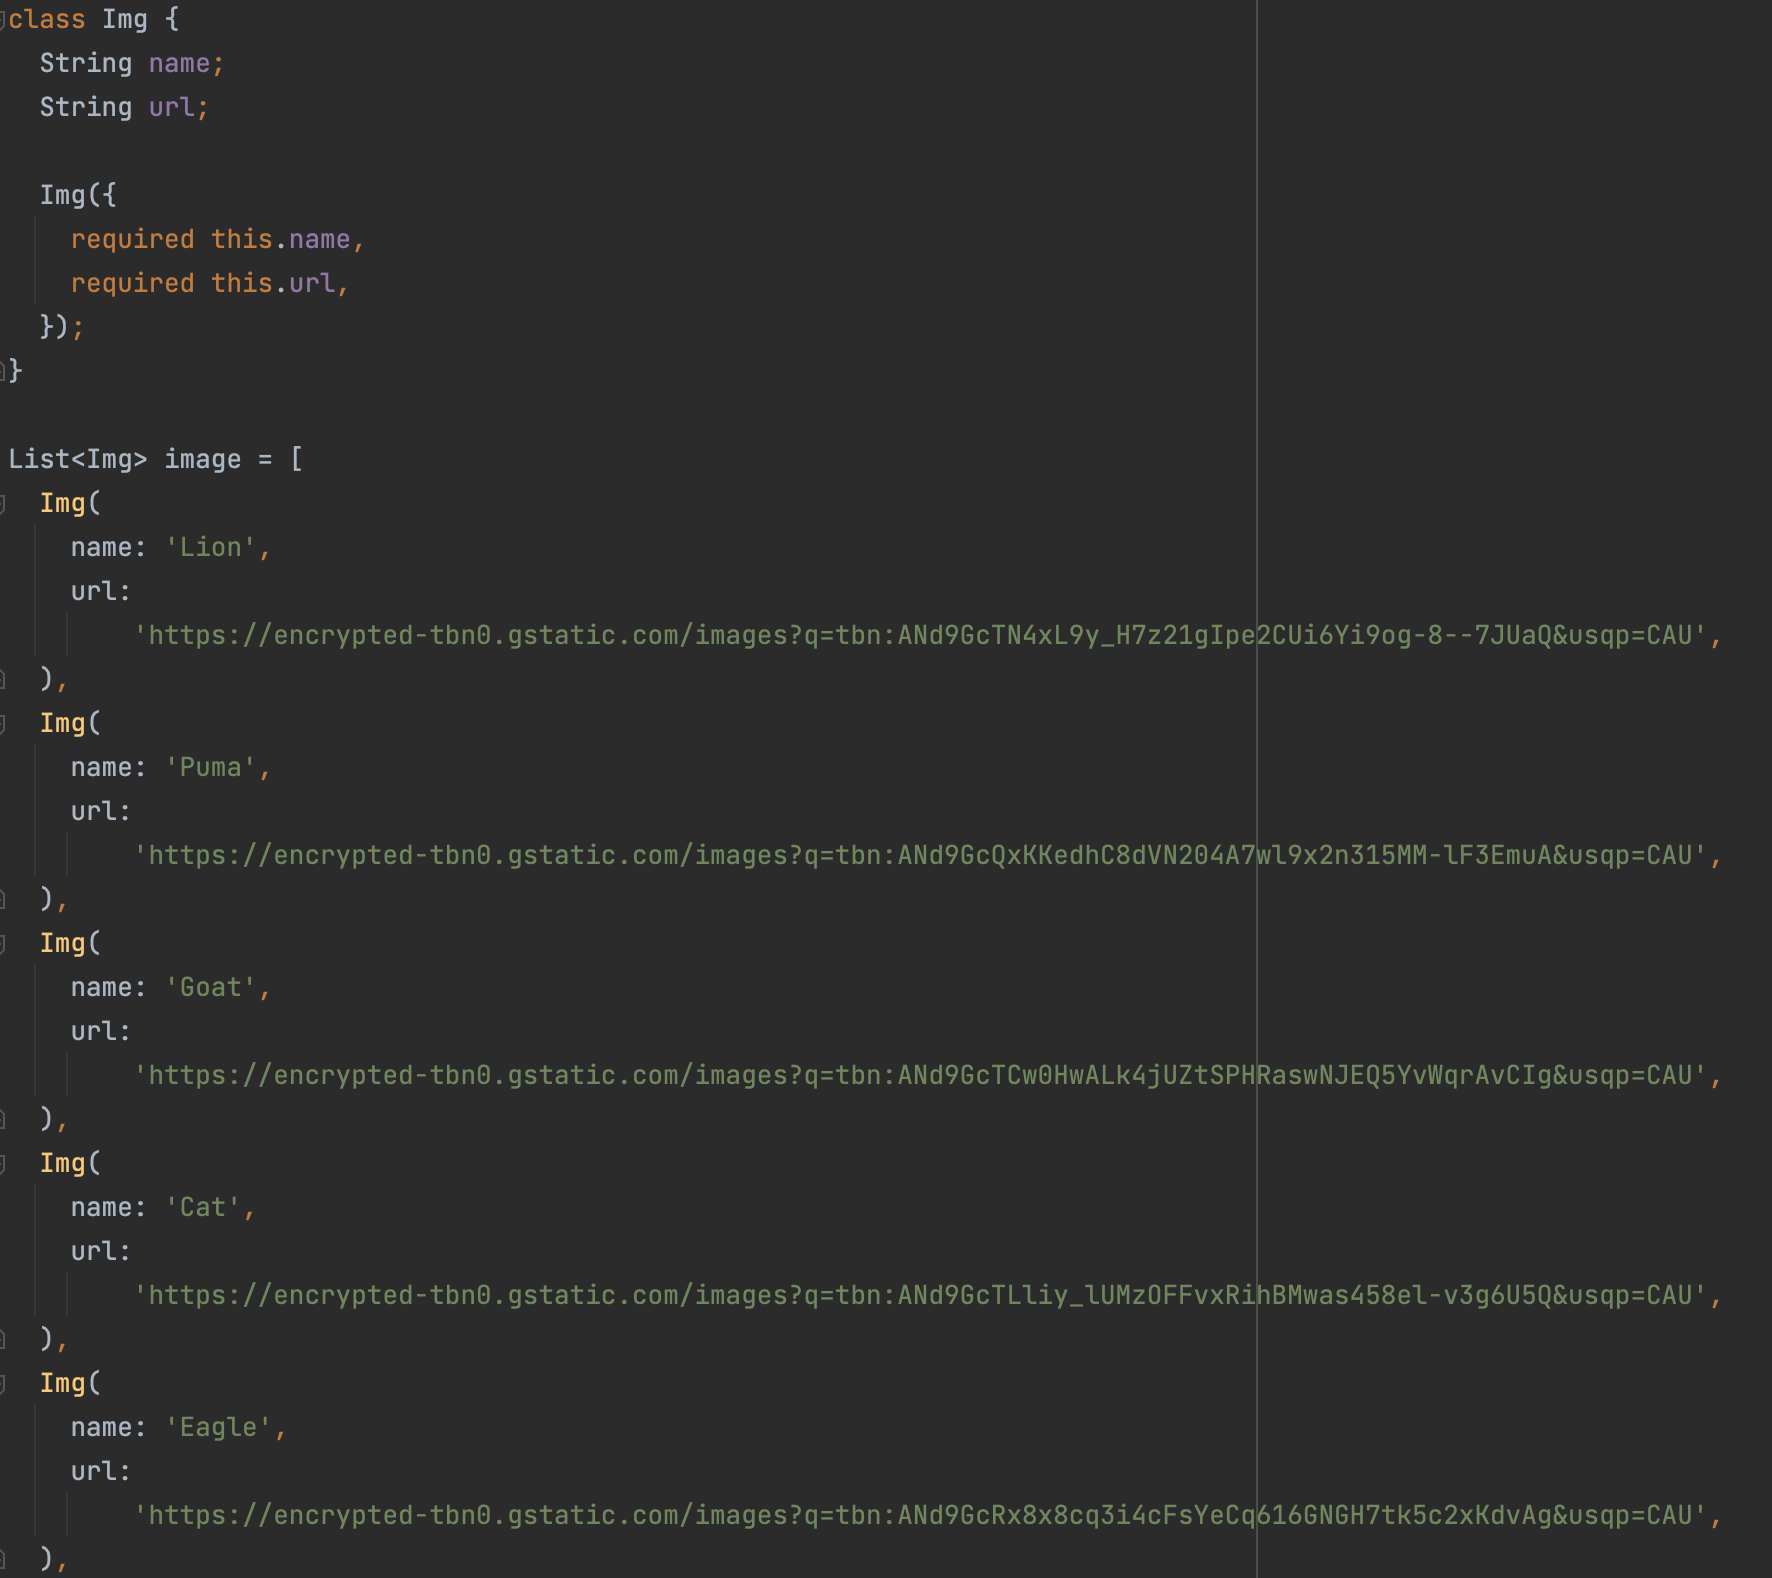 class Img {
  String name;
  String url;

  Img({
    required this.name,
    required this.url,
  });
}

List<Img> image = [
  Img(
    name: 'Lion',
    url:
        'https://encrypted-tbn0.gstatic.com/images?q=tbn:ANd9GcTN4xL9y_H7z21gIpe2CUi6Yi9og-8--7JUaQ&usqp=CAU',
  ),
  Img(
    name: 'Puma',
    url:
        'https://encrypted-tbn0.gstatic.com/images?q=tbn:ANd9GcQxKKedhC8dVN204A7wl9x2n315MM-lF3EmuA&usqp=CAU',
  ),
  Img(
    name: 'Goat',
    url:
        'https://encrypted-tbn0.gstatic.com/images?q=tbn:ANd9GcTCw0HwALk4jUZtSPHRaswNJEQ5YvWqrAvCIg&usqp=CAU',
  ),
  Img(
    name: 'Cat',
    url:
        'https://encrypted-tbn0.gstatic.com/images?q=tbn:ANd9GcTLliy_lUMzOFFvxRihBMwas458el-v3g6U5Q&usqp=CAU',
  ),
  Img(
    name: 'Eagle',
    url:
        'https://encrypted-tbn0.gstatic.com/images?q=tbn:ANd9GcRx8x8cq3i4cFsYeCq616GNGH7tk5c2xKdvAg&usqp=CAU',
  ),